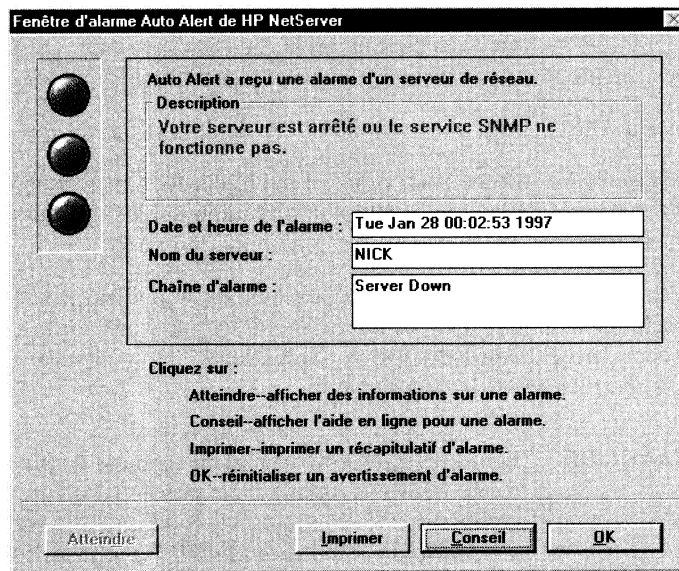 Fenêtre d'alarme Auto Alert de HP NetServer
Auto Alert a reçu une alarme d'un serveur de réseau.
Description
Votre serveur est arrêté ou le service SNMP ne
fonctionne pas.
Date et heure de l'alarme : Tue Jan 28 00:02:53 1997
Nom du serveur : NICK
Chaîne d'alarme : Server Down
Cliquez sur :
Atteindre--afficher des informations sur une alarme.
Conseil--afficher l'aide en ligne pour une alarme.
Imprimer--imprimer un récapitulatif d'alarme.
OK--réinitialiser un avertissement d'alarme.
Atteindre Imprimer Conseil OK